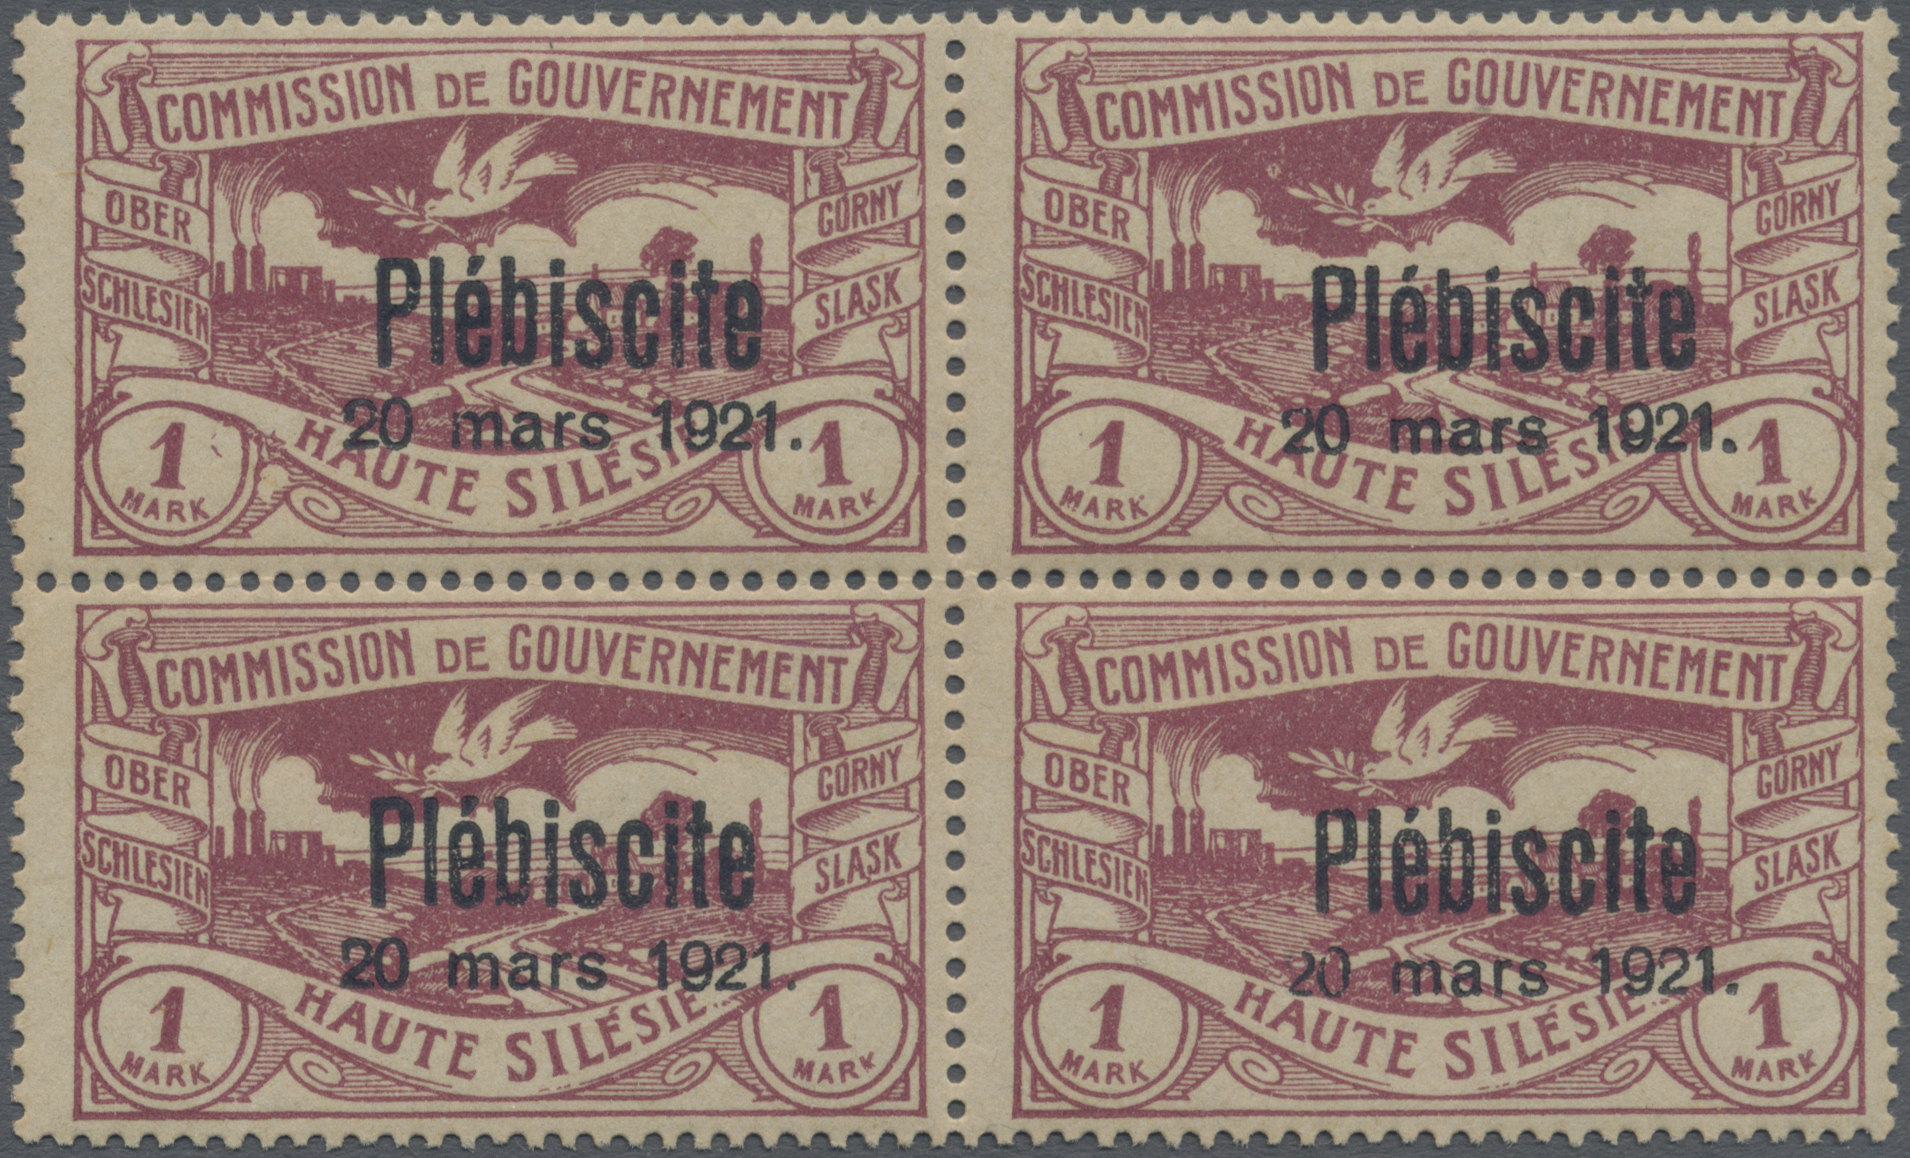 COMMISSION DE GOUVERNEMENT
OBER
SCHLESIEN
GÓRNY
SLASK
Plébiscite
20 mars 1921.
1
MARK
HAUTE SILÉSIE
1
MARK
COMMISSION DE GOUVERNEMENT
OBER
SCHLESIEN
GÓRNY
SLASK
Plébiscite
20 mars 1921.
1
MARK
HAUTE SILÉSIE
1
MARK
COMMISSION DE GOUVERNEMENT
OBER
SCHLESIEN
GÓRNY
SLASK
Plébiscite
20 mars 1921.
1
MARK
HAUTE SILÉSIE
1
MARK
COMMISSION DE GOUVERNEMENT
OBER
SCHLESIEN
GÓRNY
SLASK
Plébiscite
20 mars 1921.
1
MARK
HAUTE SILÉSIE
1
MARK